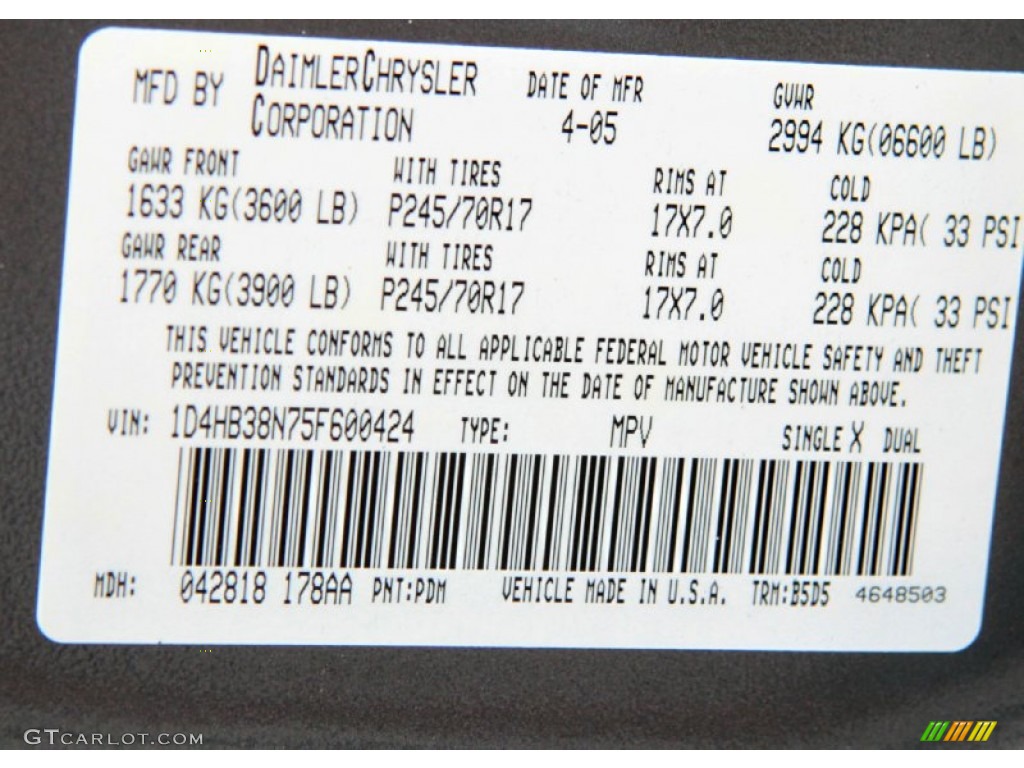 MFD BY DAIMLERCHRYSLER CORPORATION DATE OF MFR 4-05 GVWR 2994 KG(06600 LB)
GAWR FRONT WITH TIRES RIMS AT COLD
1633 KG(3600 LB) P245/70R17 17X7.0 228 KPA( 33 PSI
GAWR REAR WITH TIRES RIMS AT COLD
1770 KG(3900 LB) P245/70R17 17X7.0 228 KPA( 33 PSI
THIS VEHICLE CONFORMS TO ALL APPLICABLE FEDERAL MOTOR VEHICLE SAFETY AND THEFT
PREVENTION STANDARDS IN EFFECT ON THE DATE OF MANUFACTURE SHOWN ABOVE.
VIN: 1D4HB38N75F600424 TYPE: MPV SINGLE X DUAL
MDH: 042818 178AA PNT:PDM VEHICLE MADE IN U.S.A. TRM:B5D5 4648503
GTCARLOT.COM